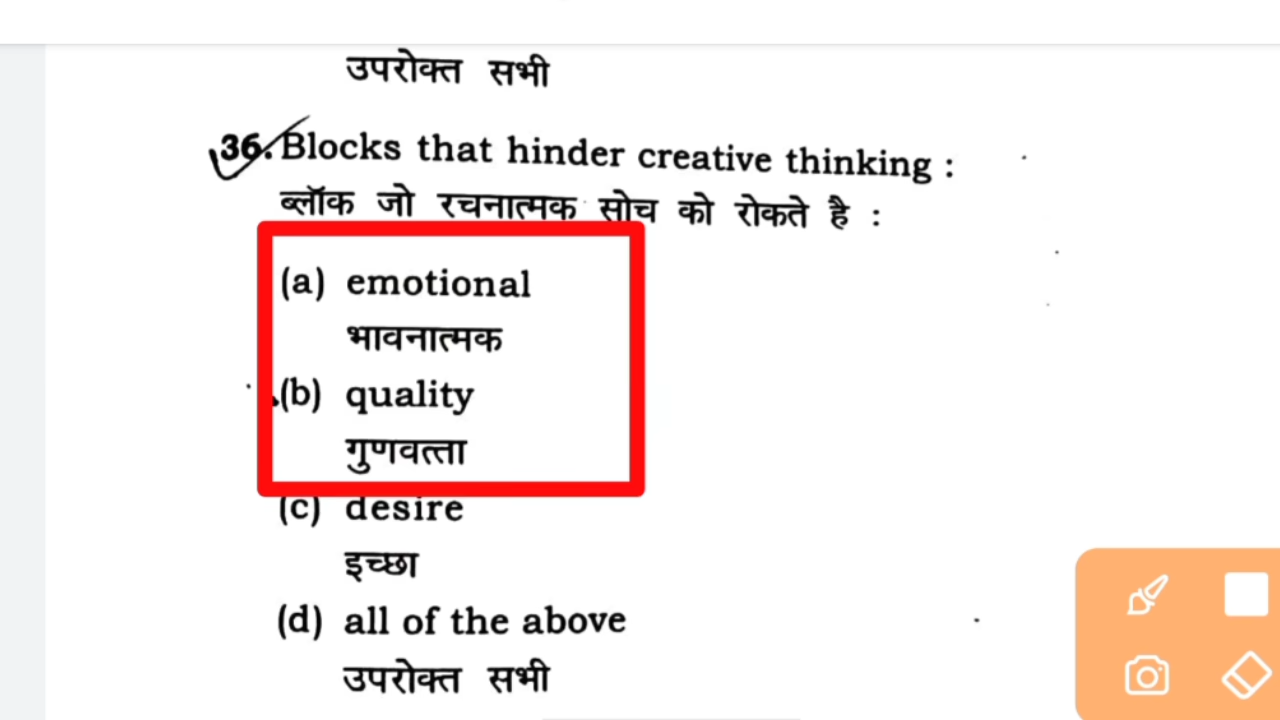 उपरोक्त सभी
36. Blocks that hinder creative thinking :
ब्लॉक जो रचनात्मक सोच को रोकते है :
(a) emotional
भावनात्मक
(b) quality
गुणवत्ता
(c) desire
इच्छा
(d) all of the above
उपरोक्त सभी